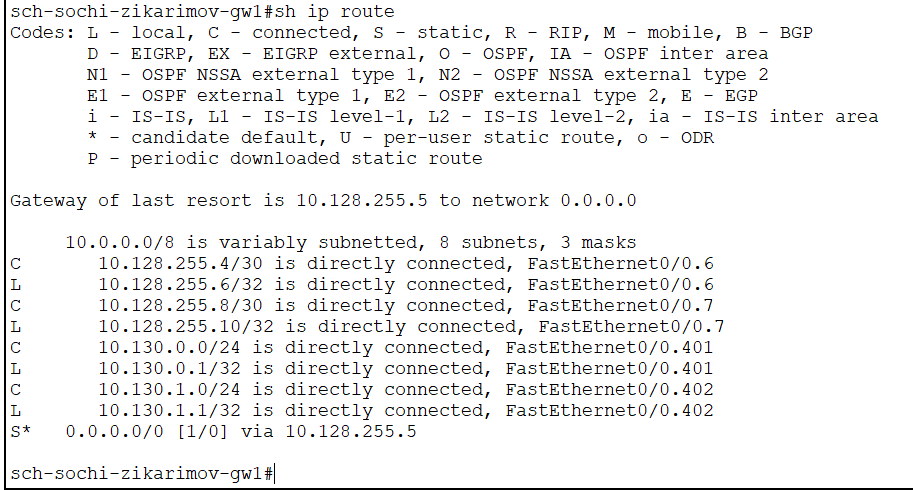 sch-sochi-zikarimov-gw1#sh ip route
Codes: L - local, C - connected, S - static, R - RIP, M - mobile, B - BGP
       D - EIGRP, EX - EIGRP external, O - OSPF, IA - OSPF inter area
       N1 - OSPF NSSA external type 1, N2 - OSPF NSSA external type 2
       E1 - OSPF external type 1, E2 - OSPF external type 2, E - EGP
       i - IS-IS, L1 - IS-IS level-1, L2 - IS-IS level-2, ia - IS-IS inter area
       * - candidate default, U - per-user static route, o - ODR
       P - periodic downloaded static route

Gateway of last resort is 10.128.255.5 to network 0.0.0.0

     10.0.0.0/8 is variably subnetted, 8 subnets, 3 masks
C       10.128.255.4/30 is directly connected, FastEthernet0/0.6
L       10.128.255.6/32 is directly connected, FastEthernet0/0.6
C       10.128.255.8/30 is directly connected, FastEthernet0/0.7
L       10.128.255.10/32 is directly connected, FastEthernet0/0.7
C       10.130.0.0/24 is directly connected, FastEthernet0/0.401
L       10.130.0.1/32 is directly connected, FastEthernet0/0.401
C       10.130.1.0/24 is directly connected, FastEthernet0/0.402
L       10.130.1.1/32 is directly connected, FastEthernet0/0.402
S*   0.0.0.0/0 [1/0] via 10.128.255.5

sch-sochi-zikarimov-gw1#